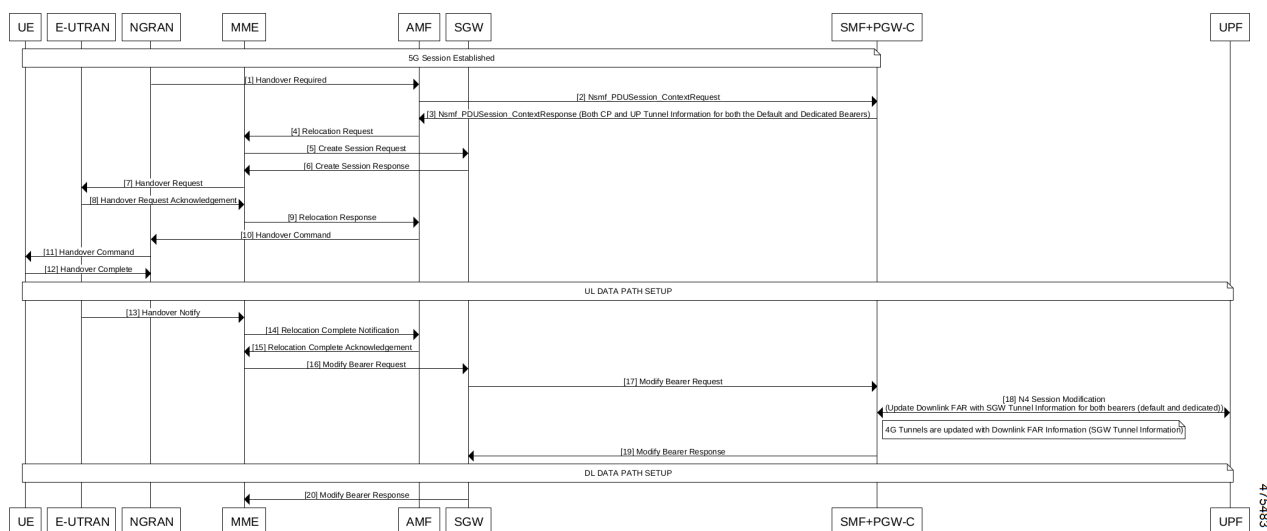 UE E-UTRAN NGRAN MME AMF SGW SMF+PGW-C UPF
5G Session Established
[1] Handover Required
[2] Nsmf_PDUSession_ContextRequest
[3] Nsmf_PDUSession_ContextResponse (Both CP and UP Tunnel Information for both the Default and Dedicated Bearers)
[4] Relocation Request
[5] Create Session Request
[6] Create Session Response
[7] Handover Request
[8] Handover Request Acknowledgement
[9] Relocation Response
[10] Handover Command
[11] Handover Command
[12] Handover Complete
UL DATA PATH SETUP
[13] Handover Notify
[14] Relocation Complete Notification
[15] Relocation Complete Acknowledgement
[16] Modify Bearer Request
[17] Modify Bearer Request
[18] N4 Session Modification
(Update Downlink FAR with SGW Tunnel Information for both bearers (default and dedicated))
4G Tunnels are updated with Downlink FAR Information (SGW Tunnel Information)
[19] Modify Bearer Response
DL DATA PATH SETUP
[20] Modify Bearer Response
UE E-UTRAN NGRAN MME AMF SGW SMF+PGW-C UPF
475483